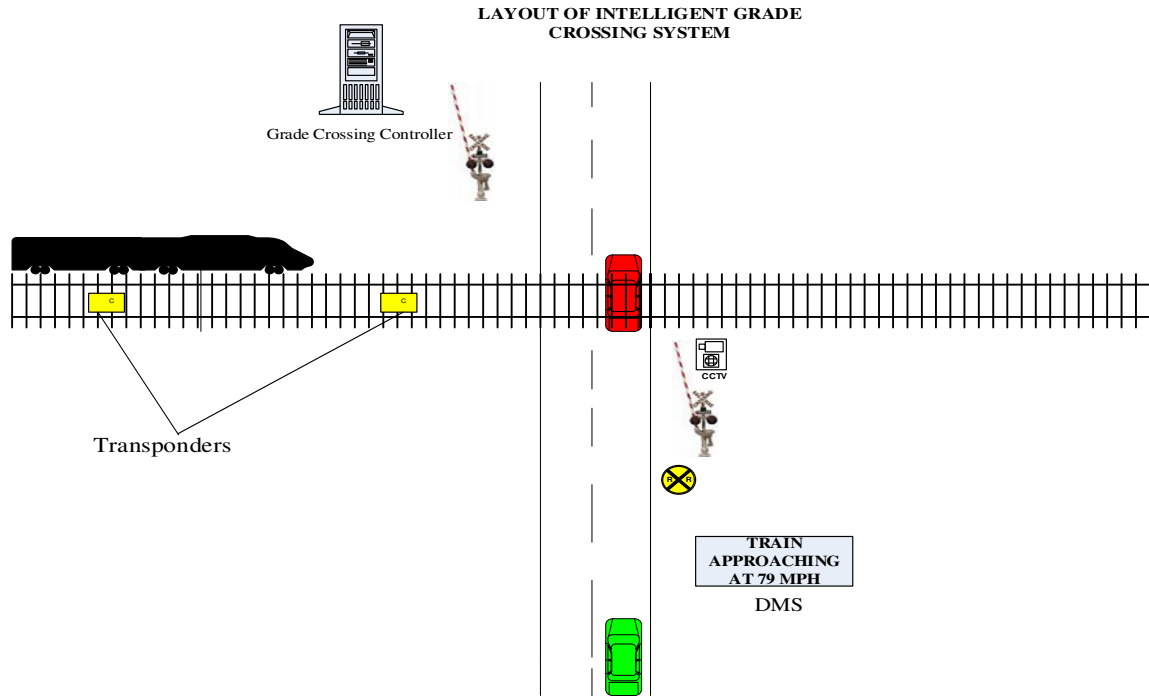 LAYOUT OF INTELLIGENT GRADE
CROSSING SYSTEM
Grade Crossing Controller
C
C
CCTV
Transponders
R R
TRAIN
APPROACHING
AT 79 MPH
DMS